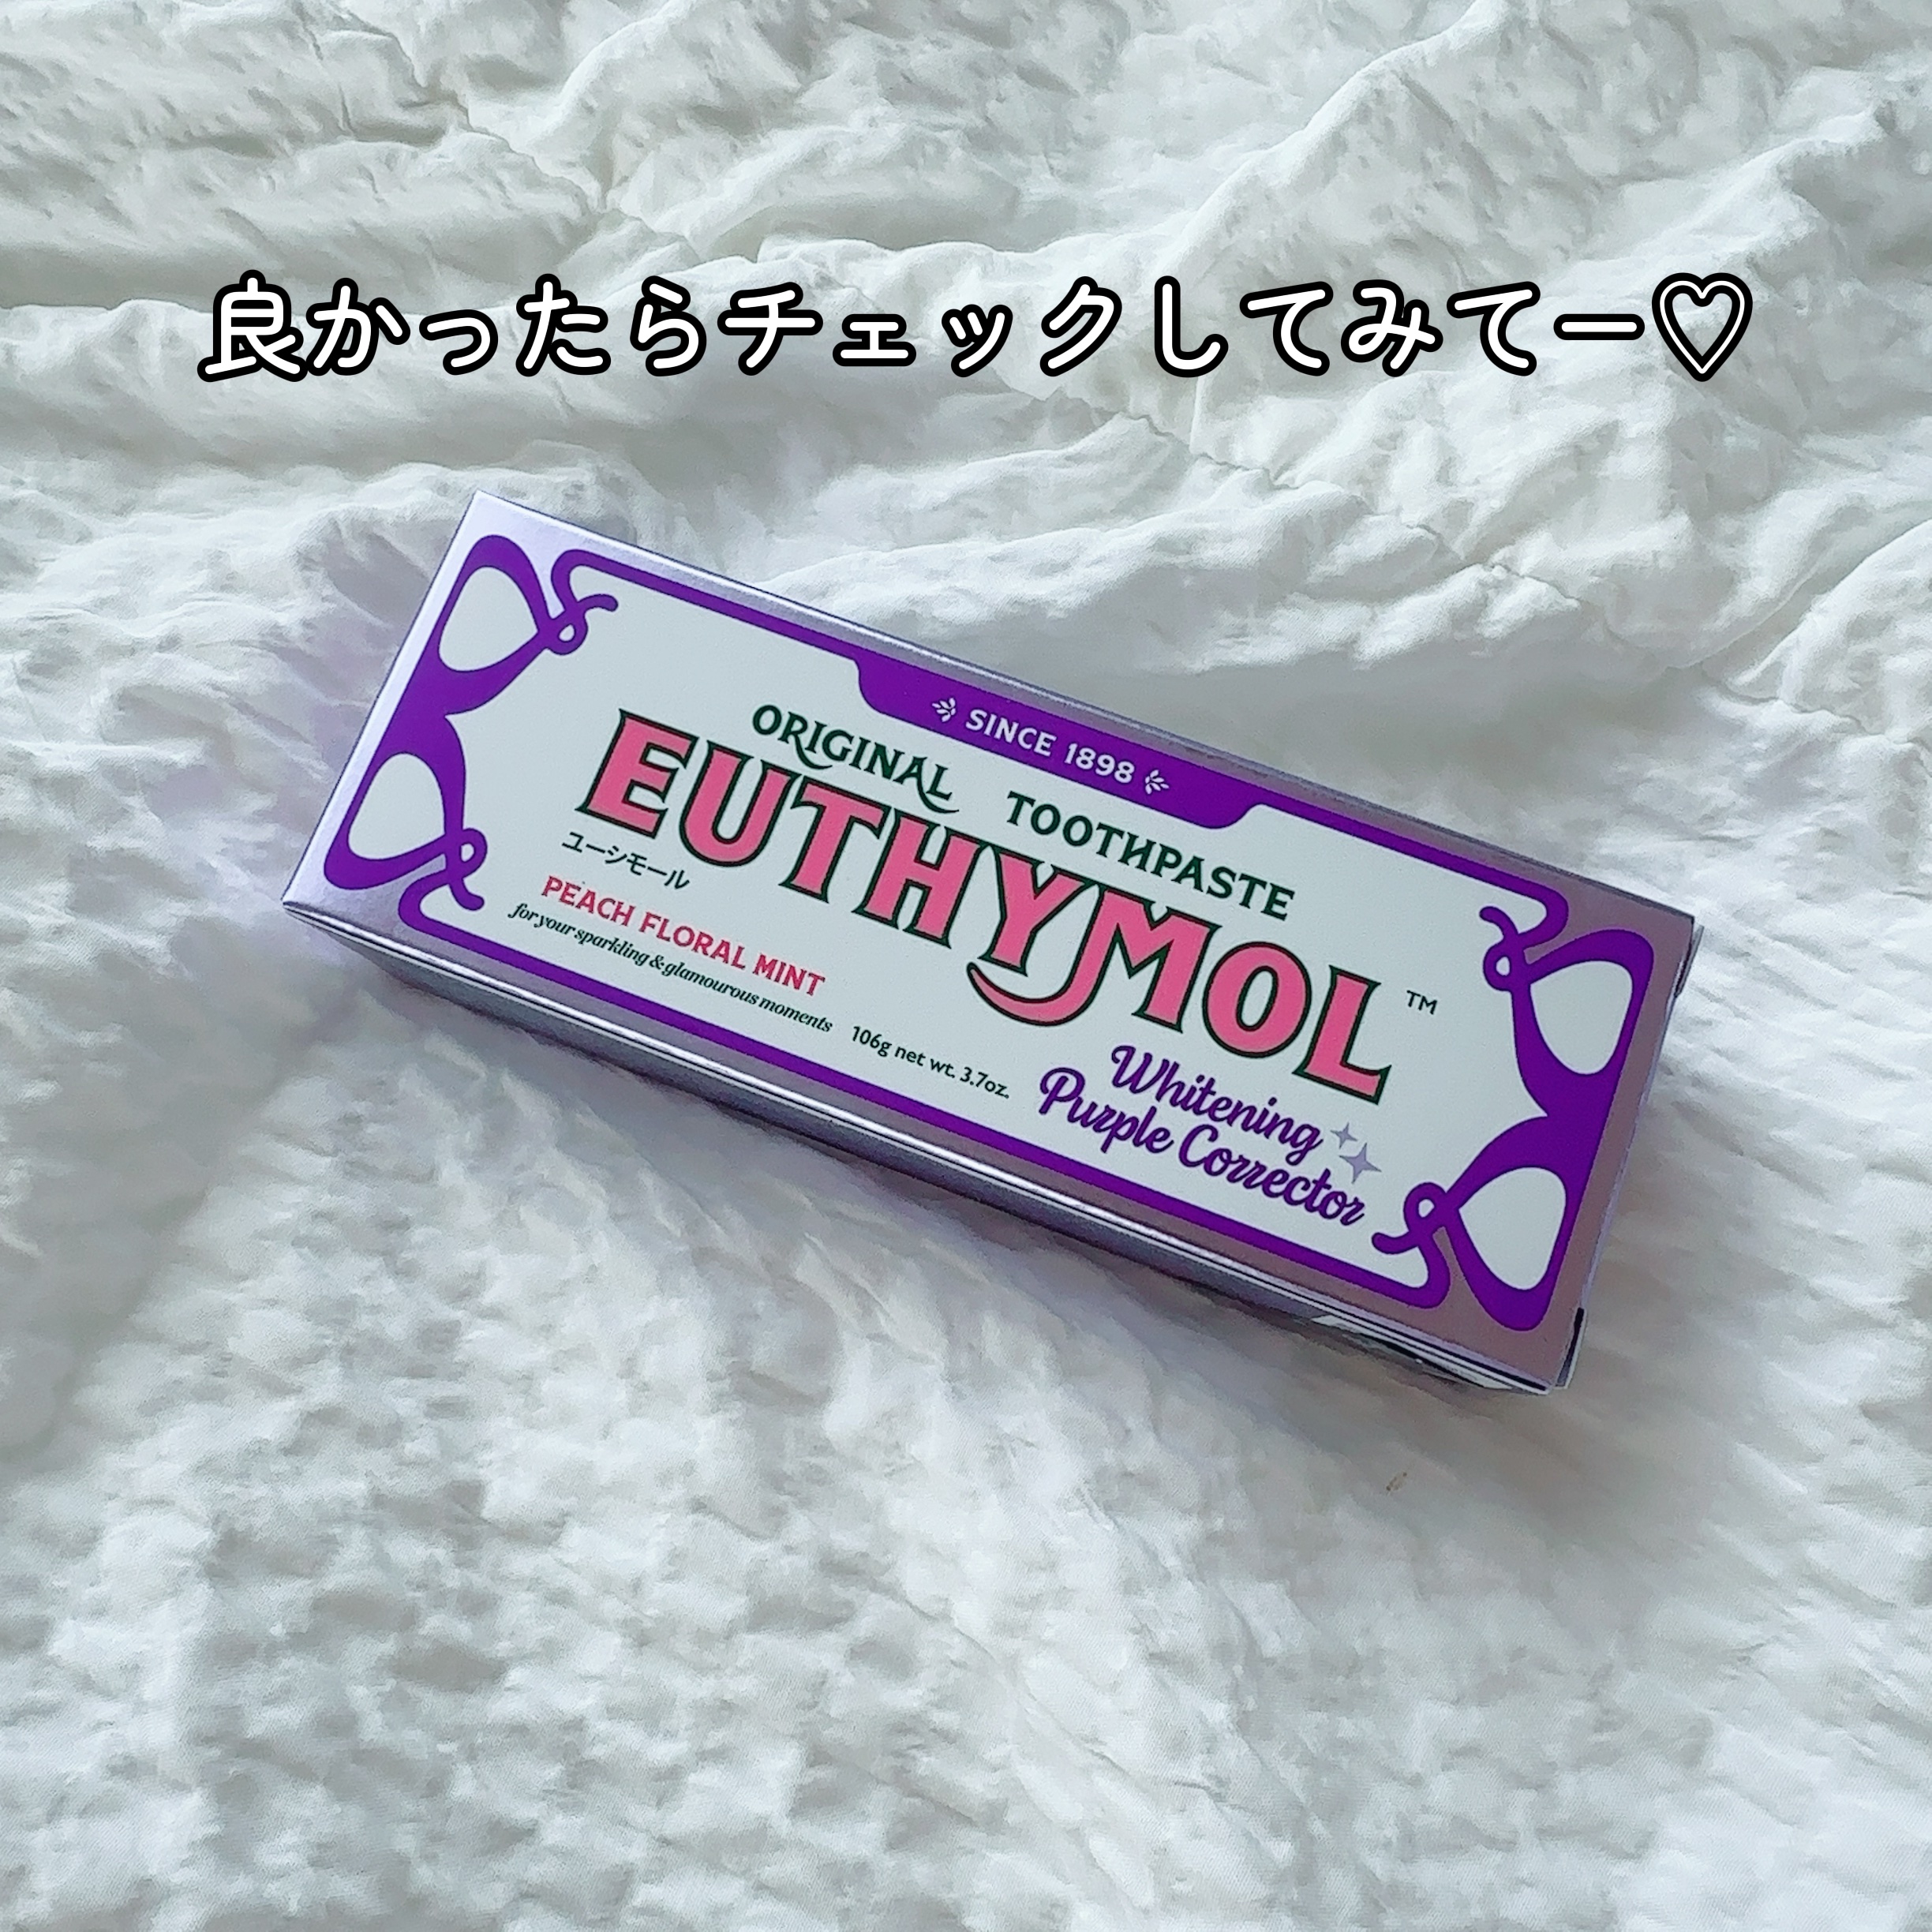 良かったらチェックしてみてー♡
SINCE 1898
ORIGINAL TOOTHPASTE
EUTHYMOL™
ユーシモール
PEACH FLORAL MINT
for your sparkling & glamourous moments
106g net wt. 3.7oz.
Whitening
Purple Corrector